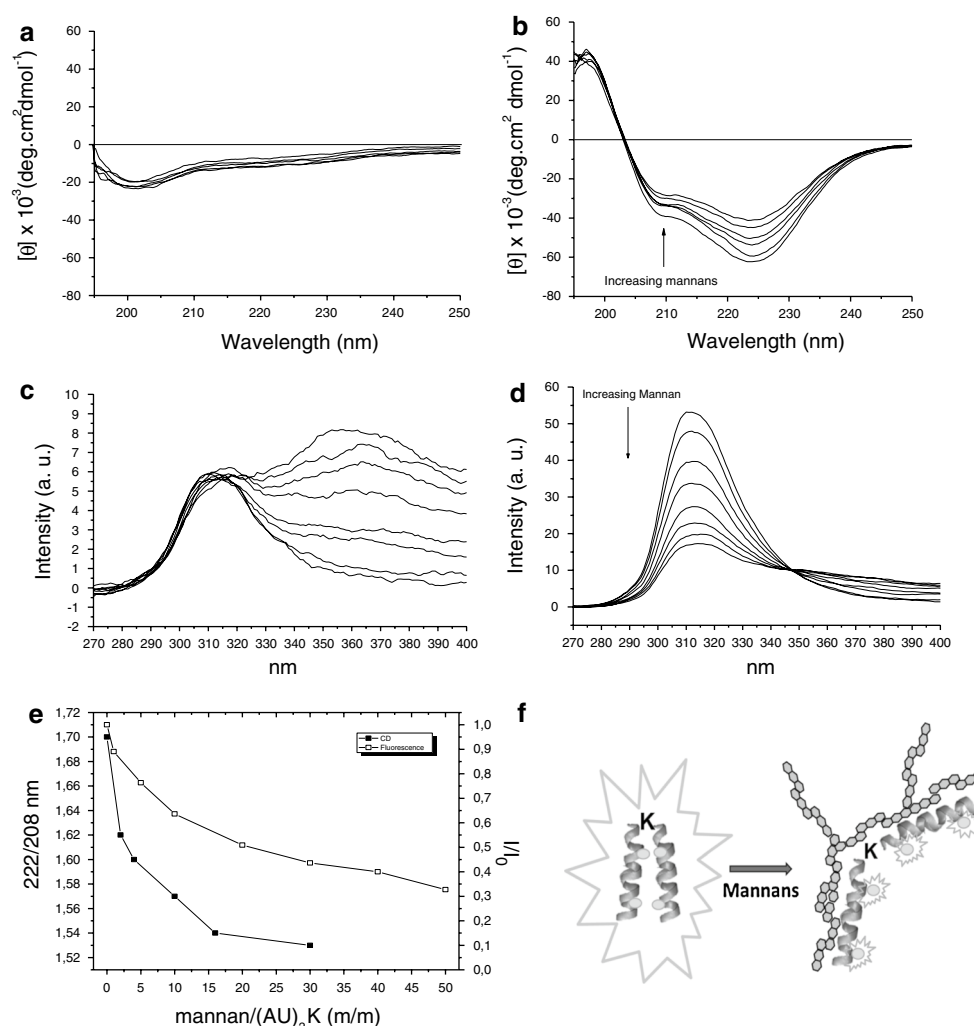 a
[θ] x 10⁻³(deg.cm²dmol⁻¹)
60
40
20
0
-20
-40
-60
-80
200 210 220 230 240 250
Wavelength (nm)
b
[θ] x 10⁻³(deg.cm² dmol⁻¹)
60
40
20
0
-20
-40
-60
-80
Increasing mannans
200 210 220 230 240 250
Wavelength (nm)
c
Intensity (a. u.)
10
9
8
7
6
5
4
3
2
1
0
-1
-2
270 280 290 300 310 320 330 340 350 360 370 380 390 400
nm
d
Intensity (a. u.)
60
50
40
30
20
10
0
Increasing Mannan
270 280 290 300 310 320 330 340 350 360 370 380 390 400
nm
e
222/208 nm
1,72
1,70
1,68
1,66
1,64
1,62
1,60
1,58
1,56
1,54
1,52
CD
Fluorescence
1,0
0,9
0,8
0,7
0,6
0,5
0,4
0,3
0,2
0,1
0,0
I/I₀
0 5 10 15 20 25 30 35 40 45 50
mannan/(AU)₂K (m/m)
f
K
Mannans
K